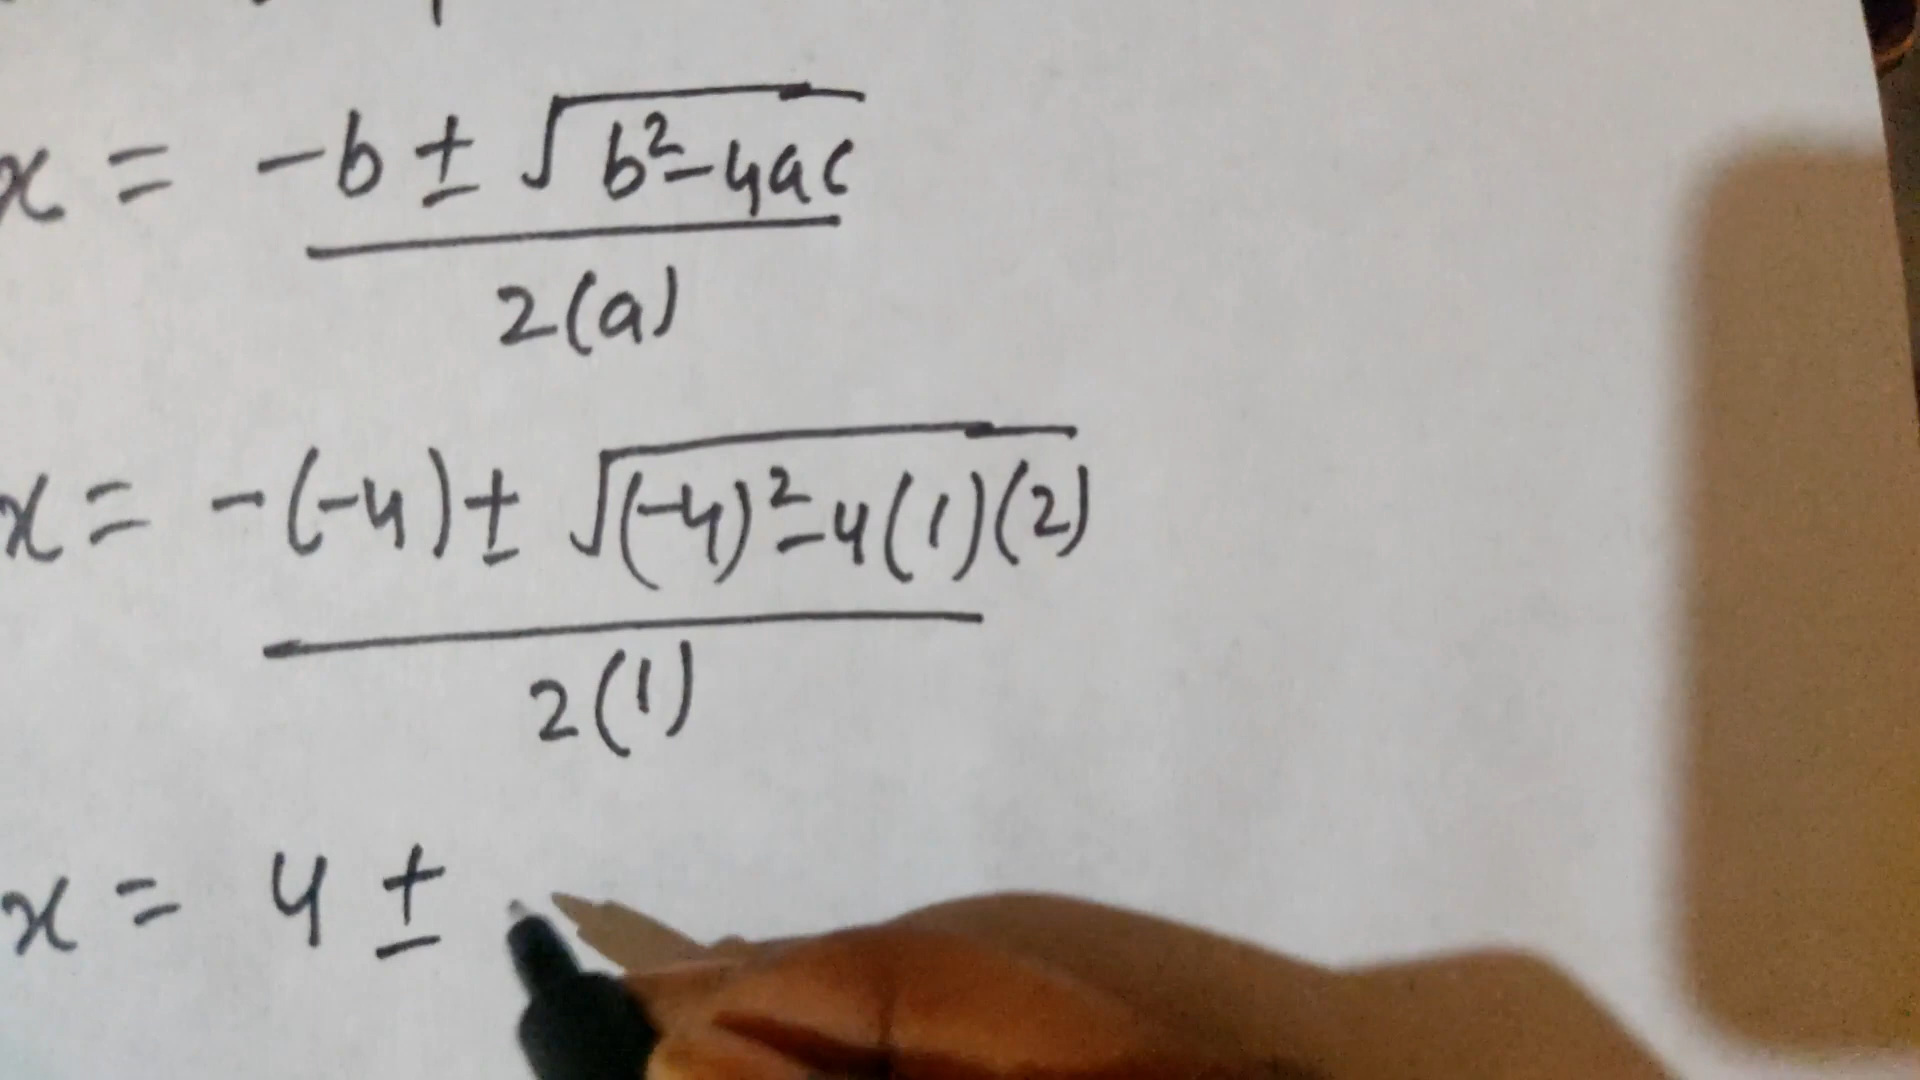 x = -b ± √b²-4ac
2(a)
x = -(-4) ± √(-4)²-4(1)(2)
2(1)
x = 4 ±